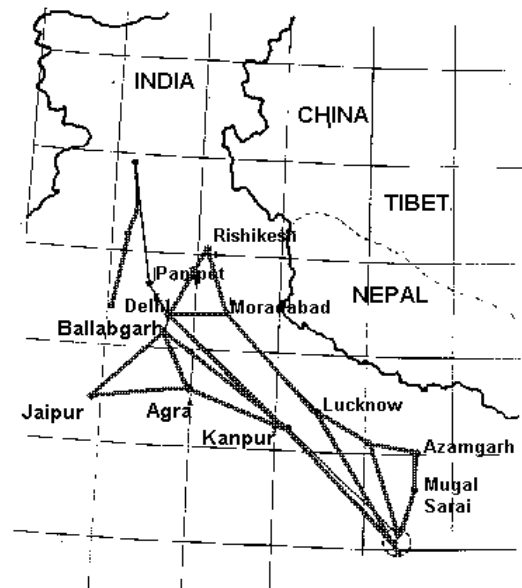 INDIA
CHINA
TIBET
Rishikesh
Panipat
NEPAL
Delhi
Moradabad
Ballabgarh
Jaipur
Agra
Lucknow
Kanpur
Azamgarh
Mugal
Sarai